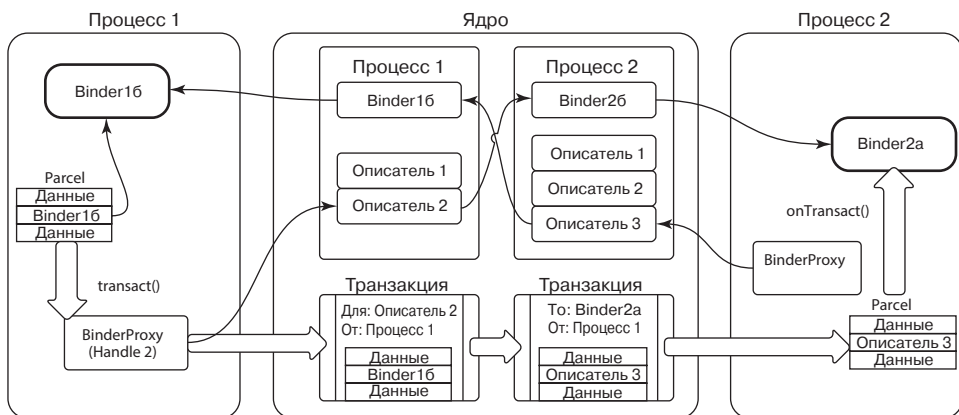 Процесс 1
Ядро
Процесс 2
Процесс 1
Процесс 2
Binder1б
Binder1б
Binder2б
Binder2a
Описатель 1
Описатель 2
Описатель 1
Описатель 2
Описатель 3
Parcel
Данные
Binder1б
Данные
onTransact()
transact()
BinderProxy
BinderProxy
(Handle 2)
Транзакция
Для: Описатель 2
От: Процесс 1
Данные
Binder1б
Данные
Транзакция
То: Binder2a
От: Процесс 1
Данные
Описатель 3
Данные
Parcel
Данные
Описатель 3
Данные